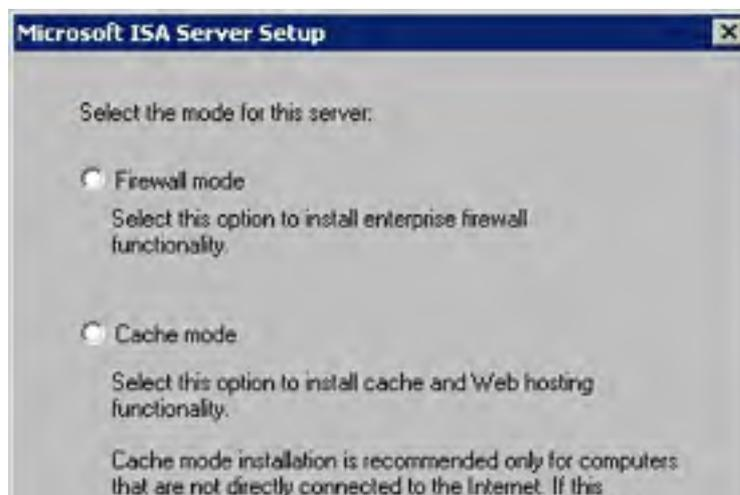 Microsoft ISA Server Setup
Select the mode for this server:
Firewall mode
Select this option to install enterprise firewall
functionality.
Cache mode
Select this option to install cache and Web hosting
functionality.
Cache mode installation is recommended only for computers
that are not directly connected to the Internet. If this